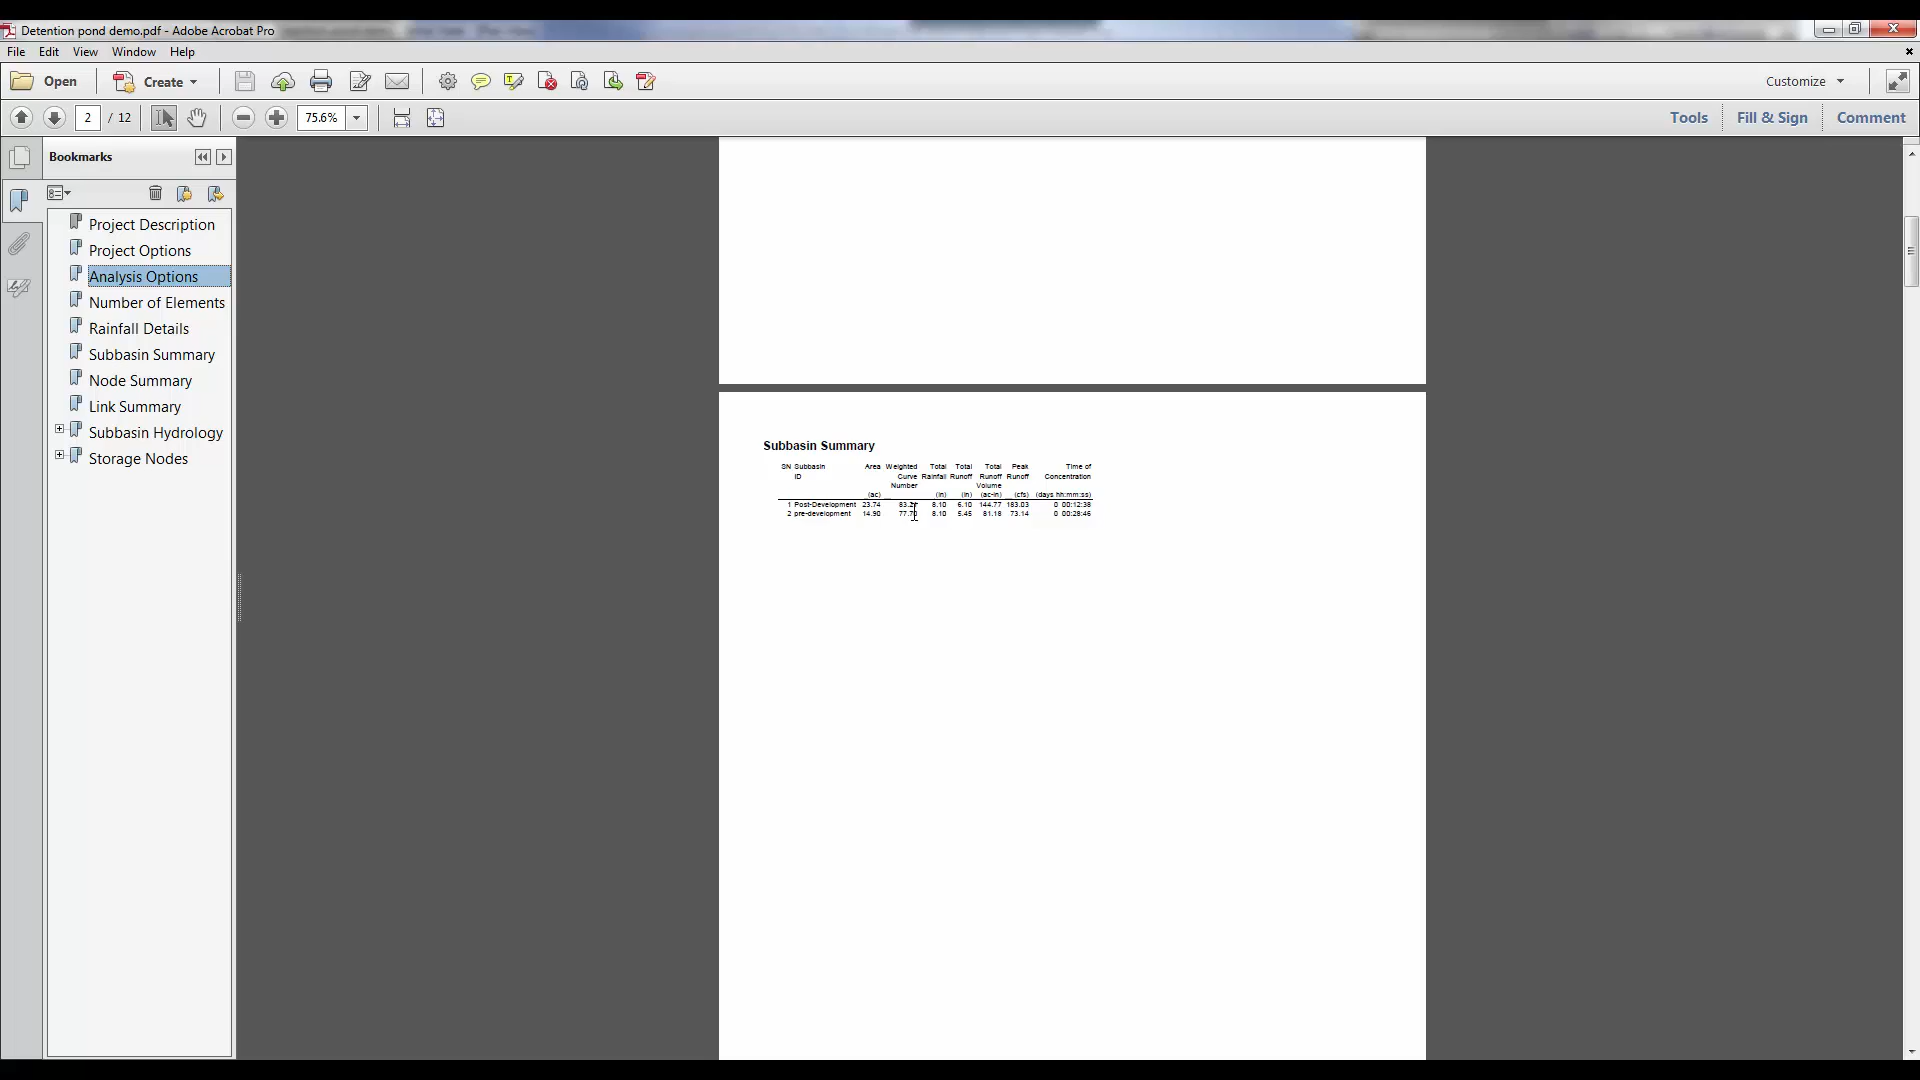 Detention pond demo.pdf - Adobe Acrobat Pro
File Edit View Window Help
Open Create Customize
2 / 12 75.6% Tools Fill & Sign Comment
Bookmarks
Project Description
Project Options
Analysis Options
Number of Elements
Rainfall Details
Subbasin Summary
Node Summary
Link Summary
Subbasin Hydrology
Storage Nodes
Subbasin Summary
SN Subbasin Area Weighted Total Total Total Peak Time of
ID Curve Rainfall Runoff Runoff Runoff Concentration
Number Volume
(ac) (in) (in) (ac-in) (cfs) (days hh:mm:ss)
1 Post-Development 23.74 8.10 6.10 144.77 183.03 0 00:12:38
2 pre-development 14.90 77.70 8.10 5.45 81.18 73.14 0 00:28:46